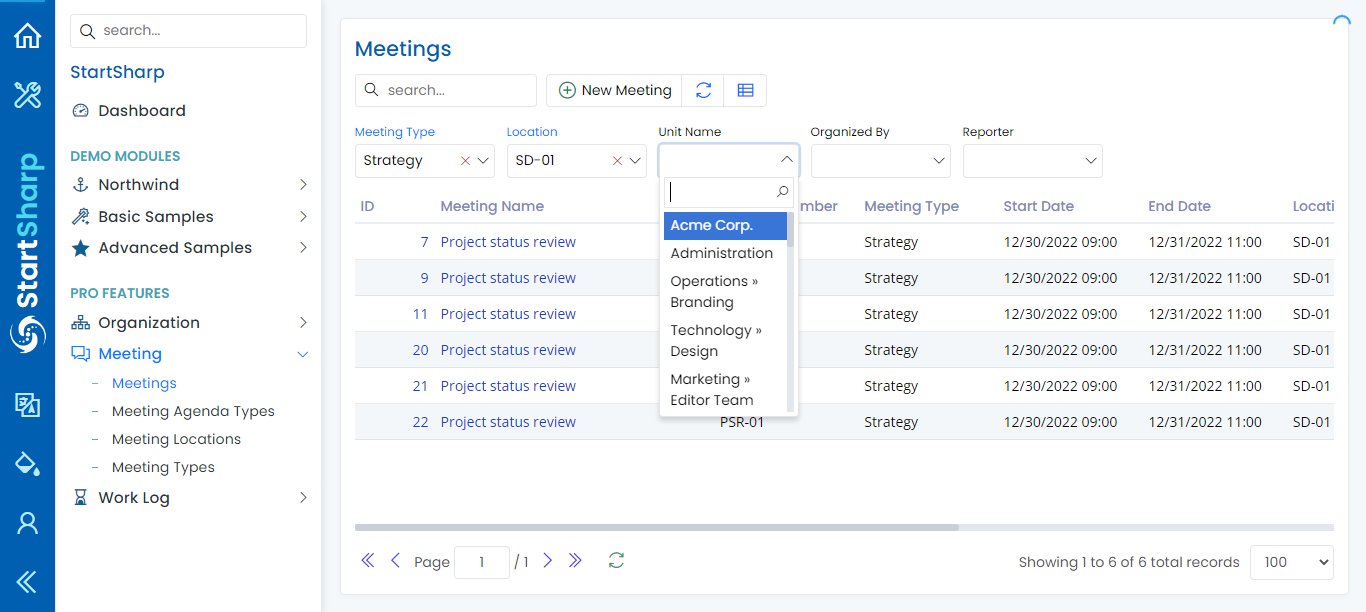 StartSharp
search...
StartSharp
Dashboard
DEMO MODULES
Northwind
Basic Samples
Advanced Samples
PRO FEATURES
Organization
Meeting
Meetings
Meeting Agenda Types
Meeting Locations
Meeting Types
Work Log
Meetings
search...
New Meeting
Meeting Type Location Unit Name Organized By Reporter
Strategy SD-01
Acme Corp.
Administration
Operations »
Branding
Technology »
Design
Marketing »
Editor Team
ID Meeting Name mber Meeting Type Start Date End Date Locati
7 Project status review Strategy 12/30/2022 09:00 12/31/2022 11:00 SD-01
9 Project status review Strategy 12/30/2022 09:00 12/31/2022 11:00 SD-01
11 Project status review Strategy 12/30/2022 09:00 12/31/2022 11:00 SD-01
20 Project status review Strategy 12/30/2022 09:00 12/31/2022 11:00 SD-01
21 Project status review Strategy 12/30/2022 09:00 12/31/2022 11:00 SD-01
22 Project status review PSR-01 Strategy 12/30/2022 09:00 12/31/2022 11:00 SD-01
Page 1 / 1
Showing 1 to 6 of 6 total records 100